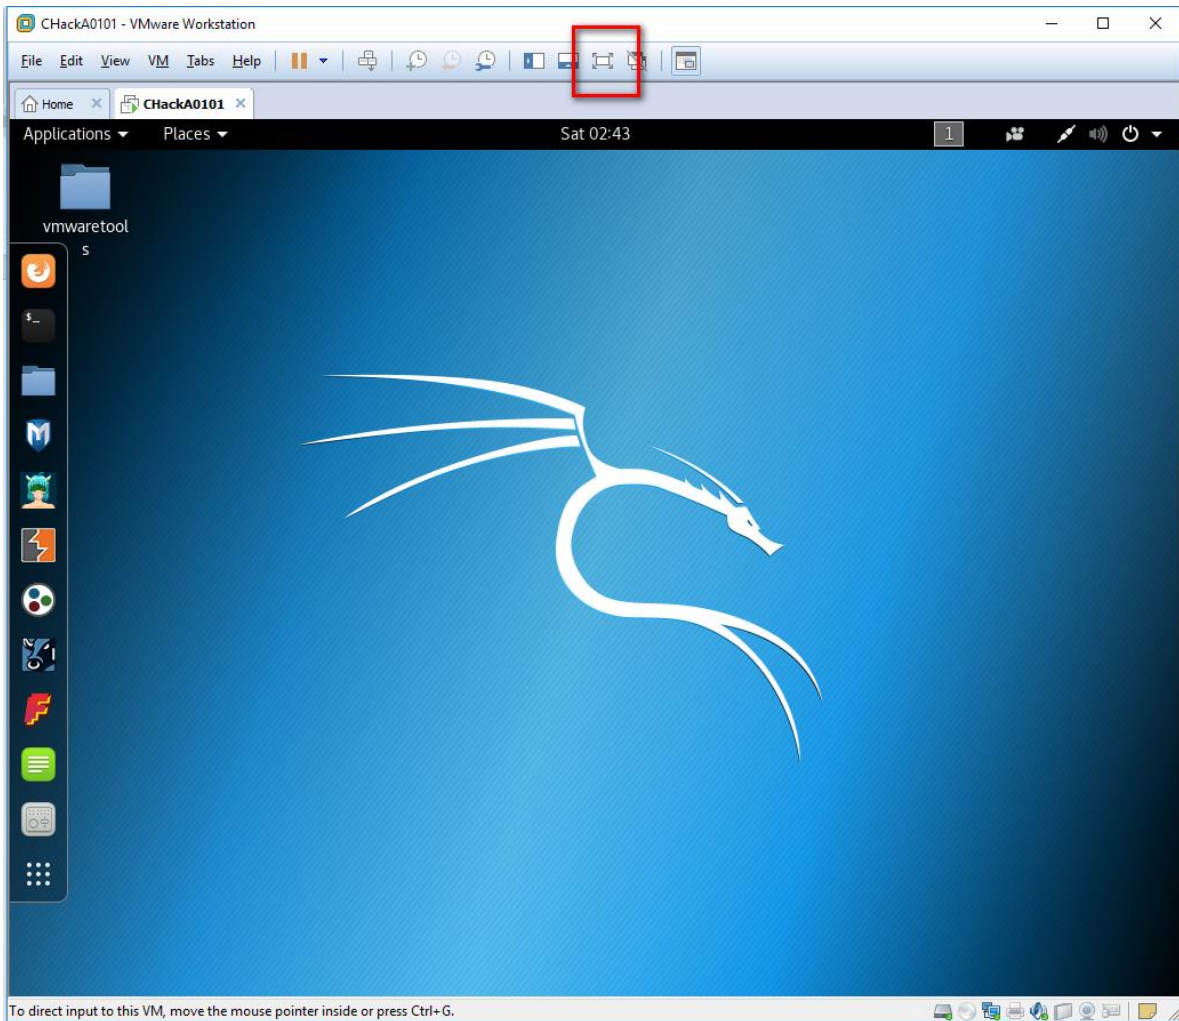 CHackA0101 - VMware Workstation
File Edit View VM Tabs Help
Home CHackA0101
Applications Places Sat 02:43 1
vmwaretool
s
$_
To direct input to this VM, move the mouse pointer inside or press Ctrl+G.